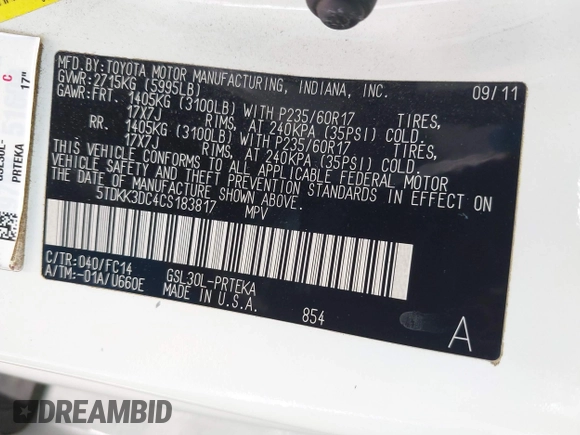 MFD.BY: TOYOTA MOTOR MANUFACTURING, INDIANA, INC. 09/11
GVWR: 2715KG (5995LB)
GAWR: FRT. 1405KG (3100LB) WITH P235/60R17 TIRES,
17X7J RIMS, AT 240KPA (35PSI) COLD.
RR. 1405KG (3100LB) WITH P235/60R17 TIRES,
17X7J RIMS, AT 240KPA (35PSI) COLD.
THIS VEHICLE CONFORMS TO ALL APPLICABLE FEDERAL MOTOR
VEHICLE SAFETY AND THEFT PREVENTION STANDARDS IN EFFECT ON
THE DATE OF MANUFACTURE SHOWN ABOVE.
5TDKK3DC4CS183817 MPV
C/TR: 040/FC14 GSL30L-PRTEKA
A/TM: -01A/U660E MADE IN U.S.A. 854 A
GSL30L-
PRTEKA
C
17"
DREAMBID